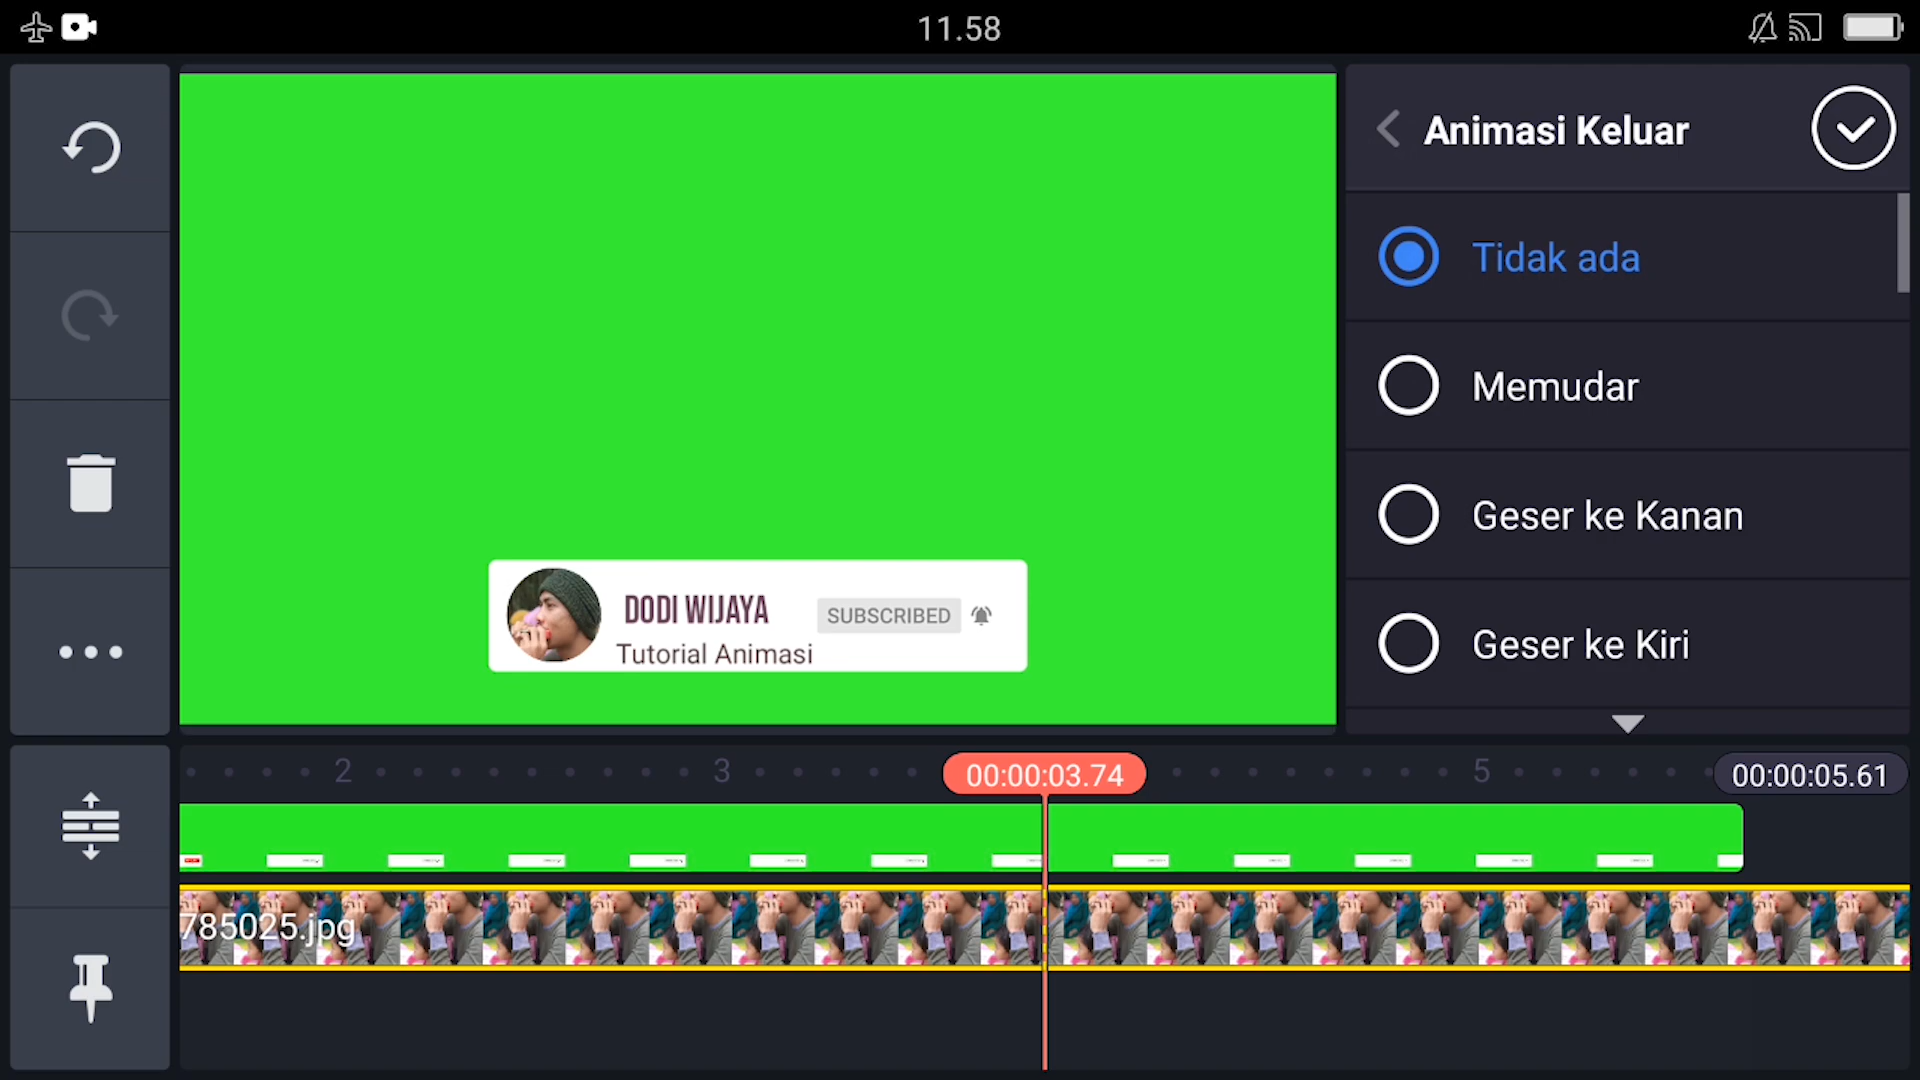 11.58
Animasi Keluar
Tidak ada
Memudar
Geser ke Kanan
Geser ke Kiri
DODI WIJAYA
SUBSCRIBED
Tutorial Animasi
2
3
00:00:03.74
5
00:00:05.61
785025.jpg